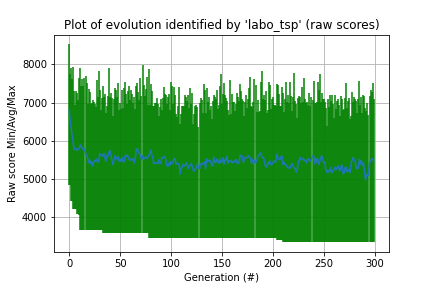 Plot of evolution identified by 'labo_tsp' (raw scores)
Raw score Min/Avg/Max
8000
7000
6000
5000
4000
0 50 100 150 200 250 300
Generation (#)